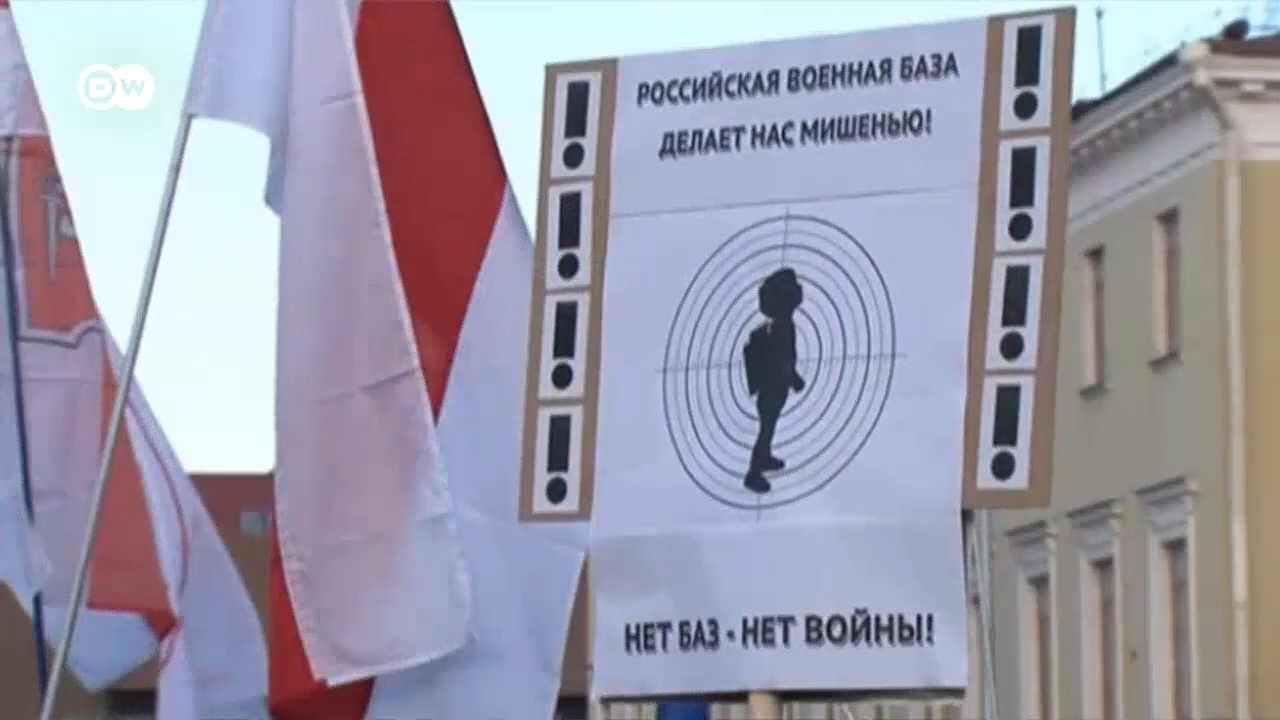 DW
РОССИЙСКАЯ ВОЕННАЯ БАЗА
ДЕЛАЕТ НАС МИШЕНЬЮ!
НЕТ БАЗ - НЕТ ВОЙНЫ!